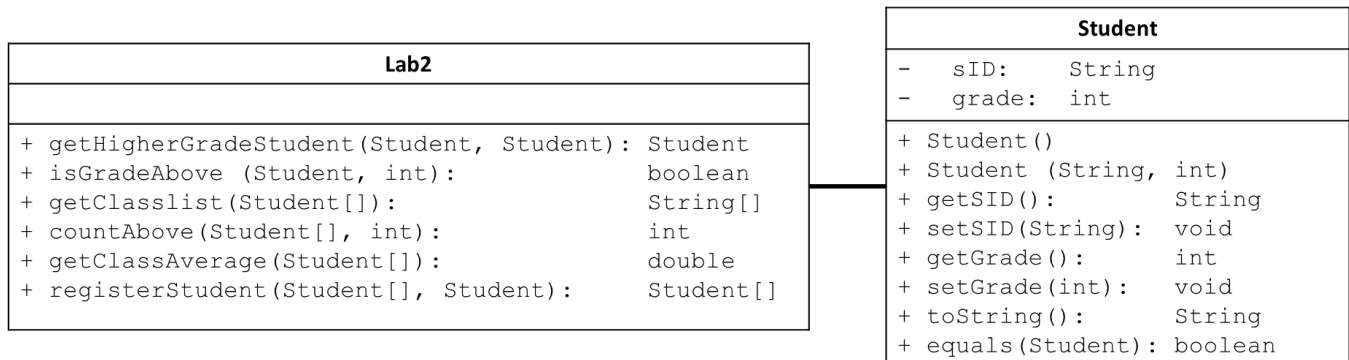 Lab2
+ getHigherGradeStudent(Student, Student): Student
+ isGradeAbove (Student, int): boolean
+ getClasslist(Student[]): String[]
+ countAbove(Student[], int): int
+ getClassAverage(Student[]): double
+ registerStudent(Student[], Student): Student[]
Student
- sID: String
- grade: int
+ Student()
+ Student (String, int)
+ getSID(): String
+ setSID(String): void
+ getGrade(): int
+ setGrade(int): void
+ toString(): String
+ equals(Student): boolean